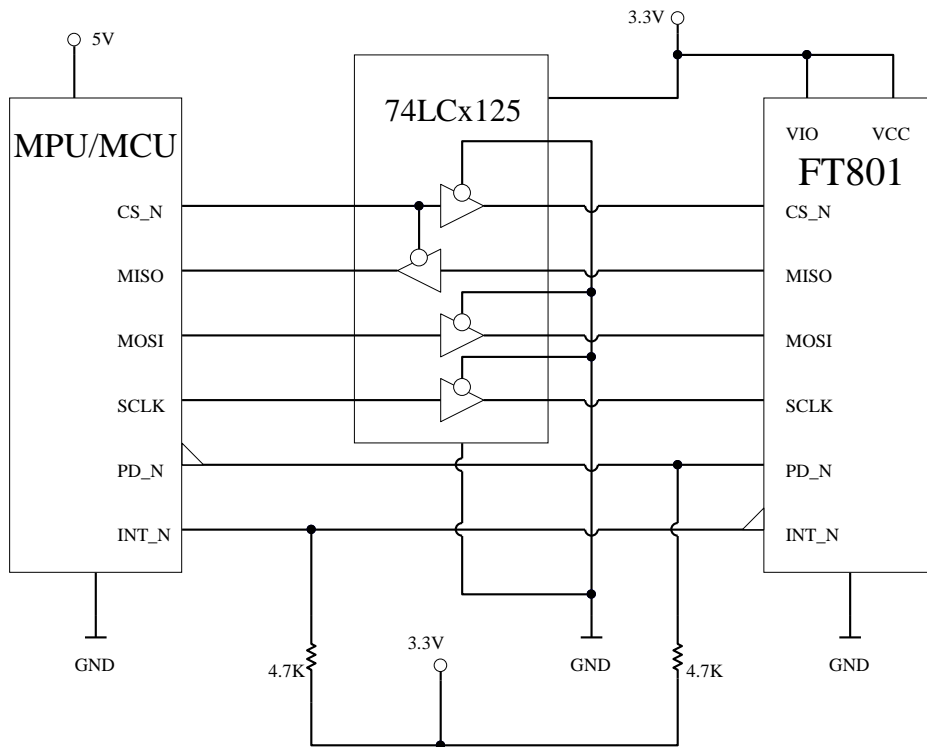 3.3V
5V
74LCx125
MPU/MCU
VIO
VCC
FT801
CS_N
CS_N
MISO
MISO
MOSI
MOSI
SCLK
SCLK
PD_N
PD_N
INT_N
INT_N
3.3V
GND
4.7K
GND
4.7K
GND